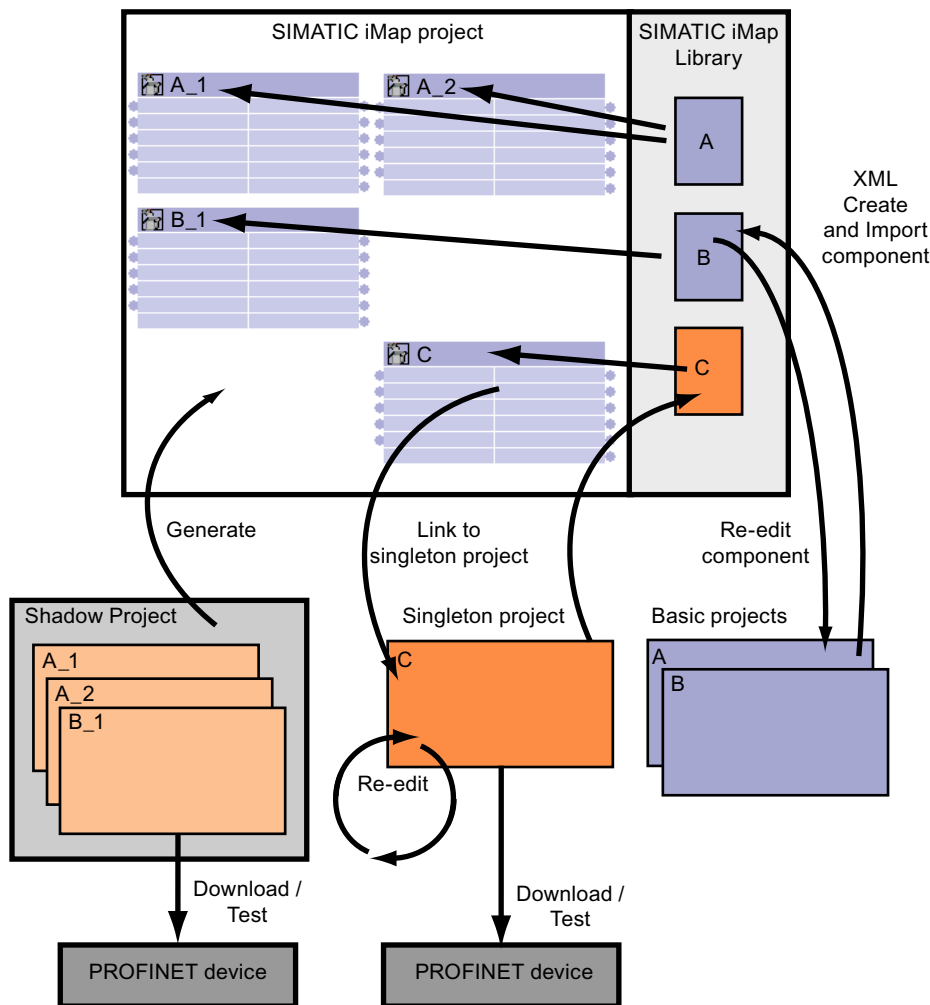 SIMATIC iMap project
SIMATIC iMap
Library
A_1
A_2
A
B_1
B
XML
Create
and Import
component
C
C
Generate
Link to
singleton project
Re-edit
component
Shadow Project
A_1
A_2
B_1
Singleton project
C
Re-edit
Basic projects
A
B
Download /
Test
Download /
Test
PROFINET device
PROFINET device